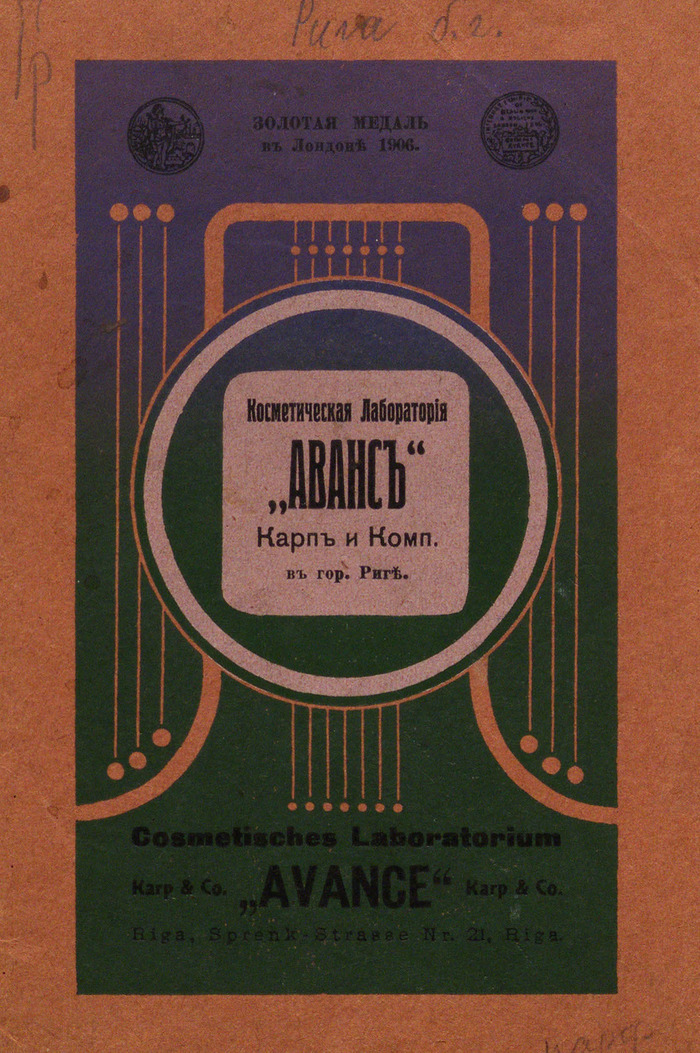 Рига б.г.
ЗОЛОТАЯ МЕДАЛЬ
въ Лондонѣ 1906.
Косметическая Лабораторія
„АВАНСЪ“
Карпъ и Комп.
въ гор. Ригѣ.
Cosmetisches Laboratorium
Karp & Co. „AVANCE“ Karp & Co.
Riga, Sprenk-Strasse Nr. 21, Riga.